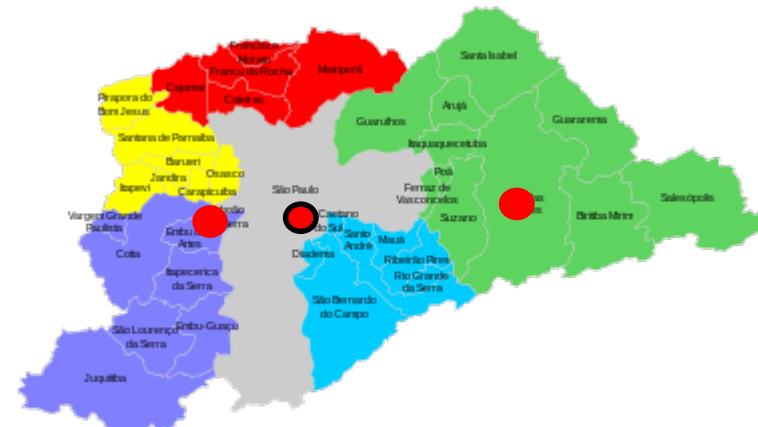 Santa Isabel
Francisco
Morato
Franco da Rocha
Mairiporã
Cajamar
Caieiras
Pirapora do
Bom Jesus
Arujá
Guarulhos
Guararema
Santana de Parnaíba
Itaquaquecetuba
Barueri
Osasco
Jandira
Itapevi
Carapicuíba
Poá
Ferraz de
Vasconcelos
São Paulo
Salesópolis
Suzano
Biritiba Mirim
Vargem Grande
Paulista
Caetano
do Sul
Embu
Artes
Santo
André
Mauá
Cotia
Diadema
Ribeirão Pires
Itapecerica
da Serra
Rio Grande
da Serra
São Bernardo
do Campo
São Lourenço
da Serra
Embu-Guaçu
Juquitiba